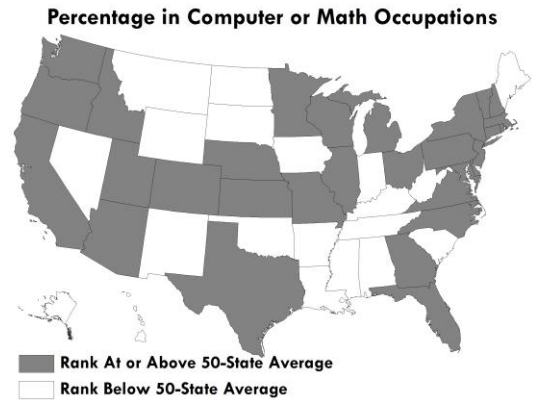 Percentage in Computer or Math Occupations
Rank At or Above 50-State Average
Rank Below 50-State Average